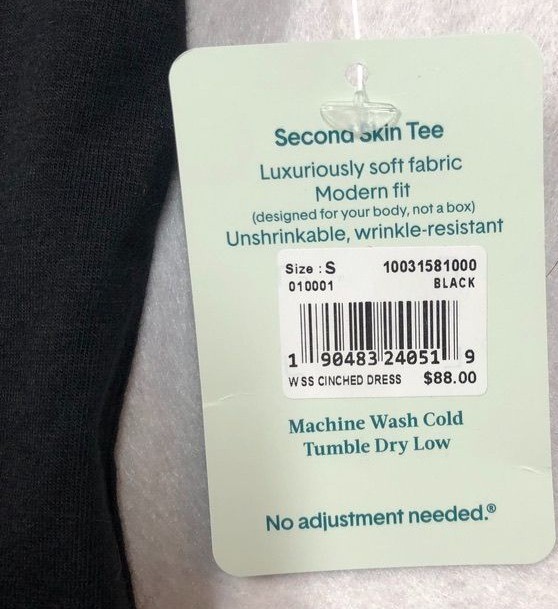 Second Skin Tee
Luxuriously soft fabric
Modern fit
(designed for your body, not a box)
Unshrinkable, wrinkle-resistant
Size : S 10031581000
010001 BLACK
1 90483 24051 9
W SS CINCHED DRESS $88.00
Machine Wash Cold
Tumble Dry Low
No adjustment needed.®